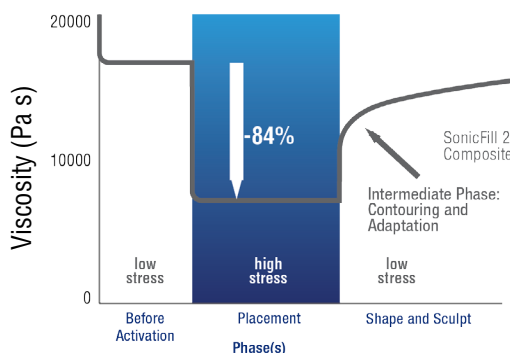 20000
Viscosity (Pa s)
-84%
10000
SonicFill 2
Composite
Intermediate Phase:
Contouring and
Adaptation
low
stress
high
stress
low
stress
0
Before
Activation
Placement
Shape and Sculpt
Phase(s)